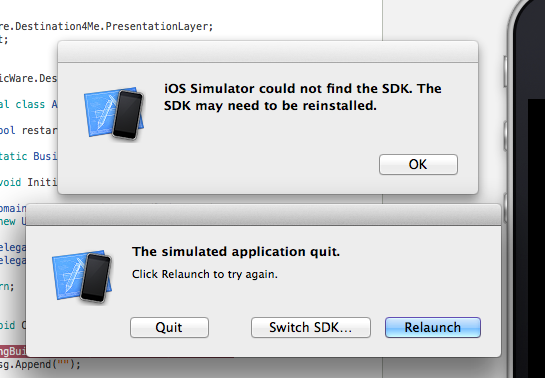 re.Destination4Me.PresentationLayer;
t;
icWare.Des
al class A
ool restar
tatic Busi
void Initi
omain
new U
elega
elega
rn;
oid C
ngBui
sg.Append("");
iOS Simulator could not find the SDK. The
SDK may need to be reinstalled.
OK
The simulated application quit.
Click Relaunch to try again.
Quit
Switch SDK...
Relaunch